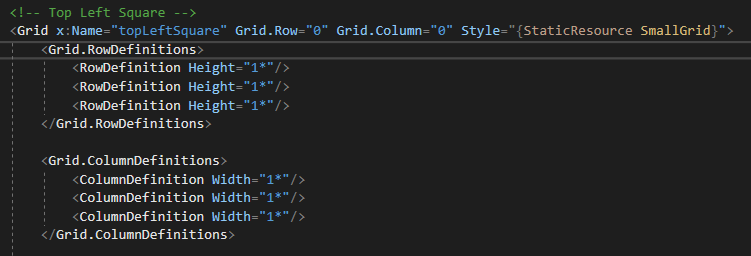 <!-- Top Left Square -->
<Grid x:Name="topLeftSquare" Grid.Row="0" Grid.Column="0" Style="{StaticResource SmallGrid}">
    <Grid.RowDefinitions>
        <RowDefinition Height="1*"/>
        <RowDefinition Height="1*"/>
        <RowDefinition Height="1*"/>
    </Grid.RowDefinitions>

    <Grid.ColumnDefinitions>
        <ColumnDefinition Width="1*"/>
        <ColumnDefinition Width="1*"/>
        <ColumnDefinition Width="1*"/>
    </Grid.ColumnDefinitions>